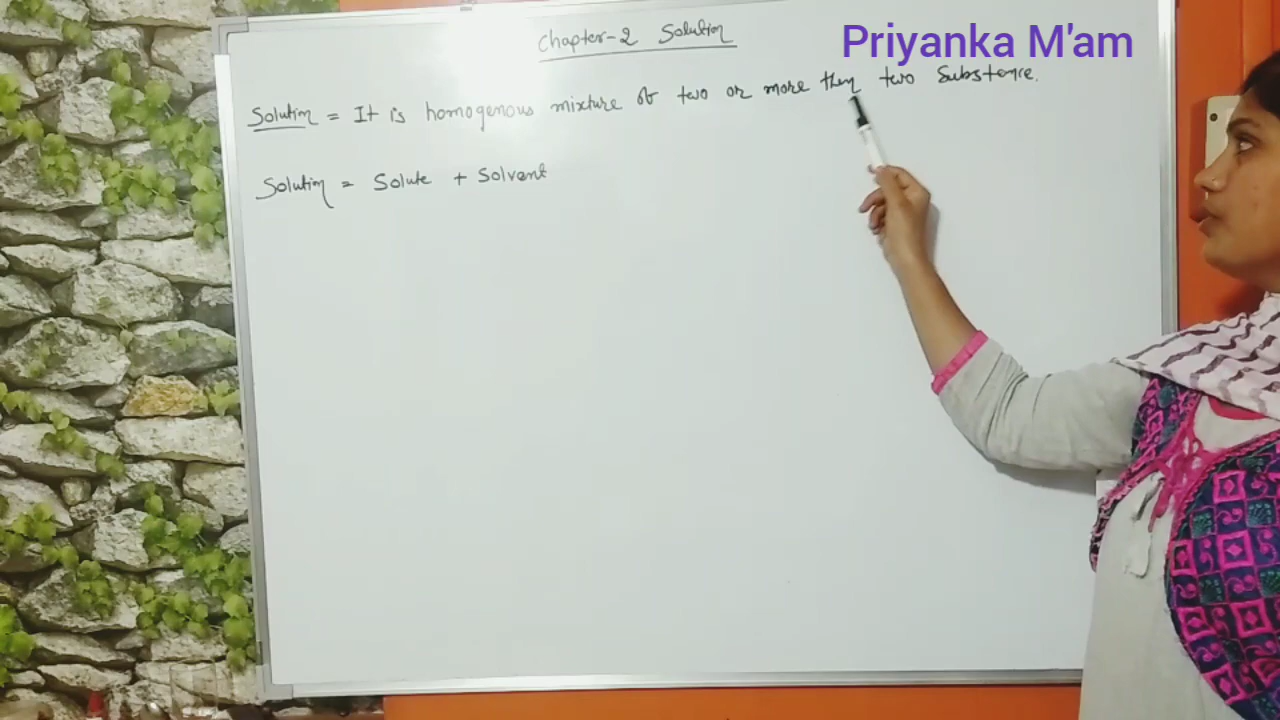 Chapter-2 Solution
Priyanka M'am
Solution = It is homogenous mixture of two or more then two Substence.
Solution = Solute + Solvent